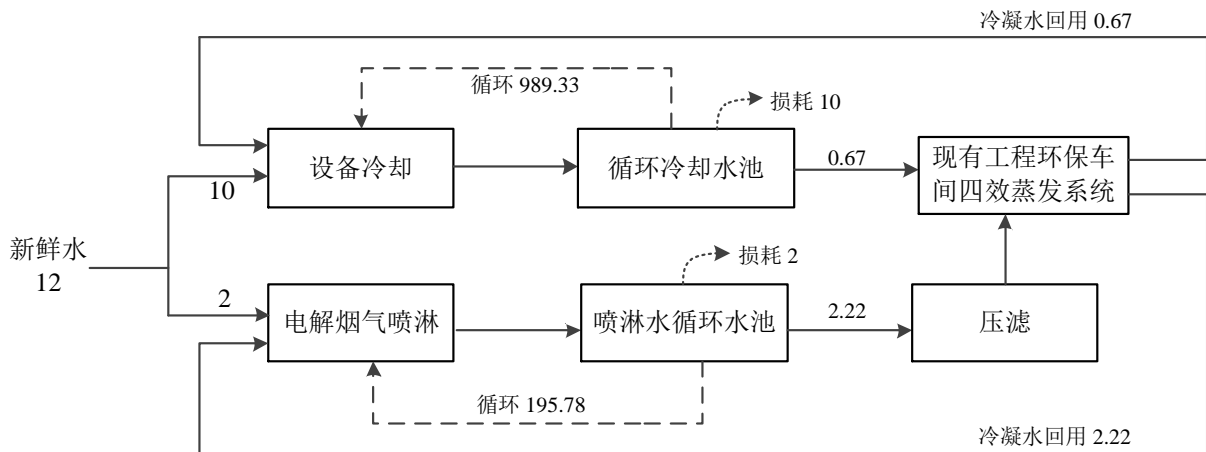 冷凝水回用 0.67
循环 989.33
损耗 10
设备冷却
循环冷却水池
0.67
现有工程环保车
间四效蒸发系统
10
新鲜水
12
损耗 2
2
电解烟气喷淋
喷淋水循环水池
2.22
压滤
循环 195.78
冷凝水回用 2.22